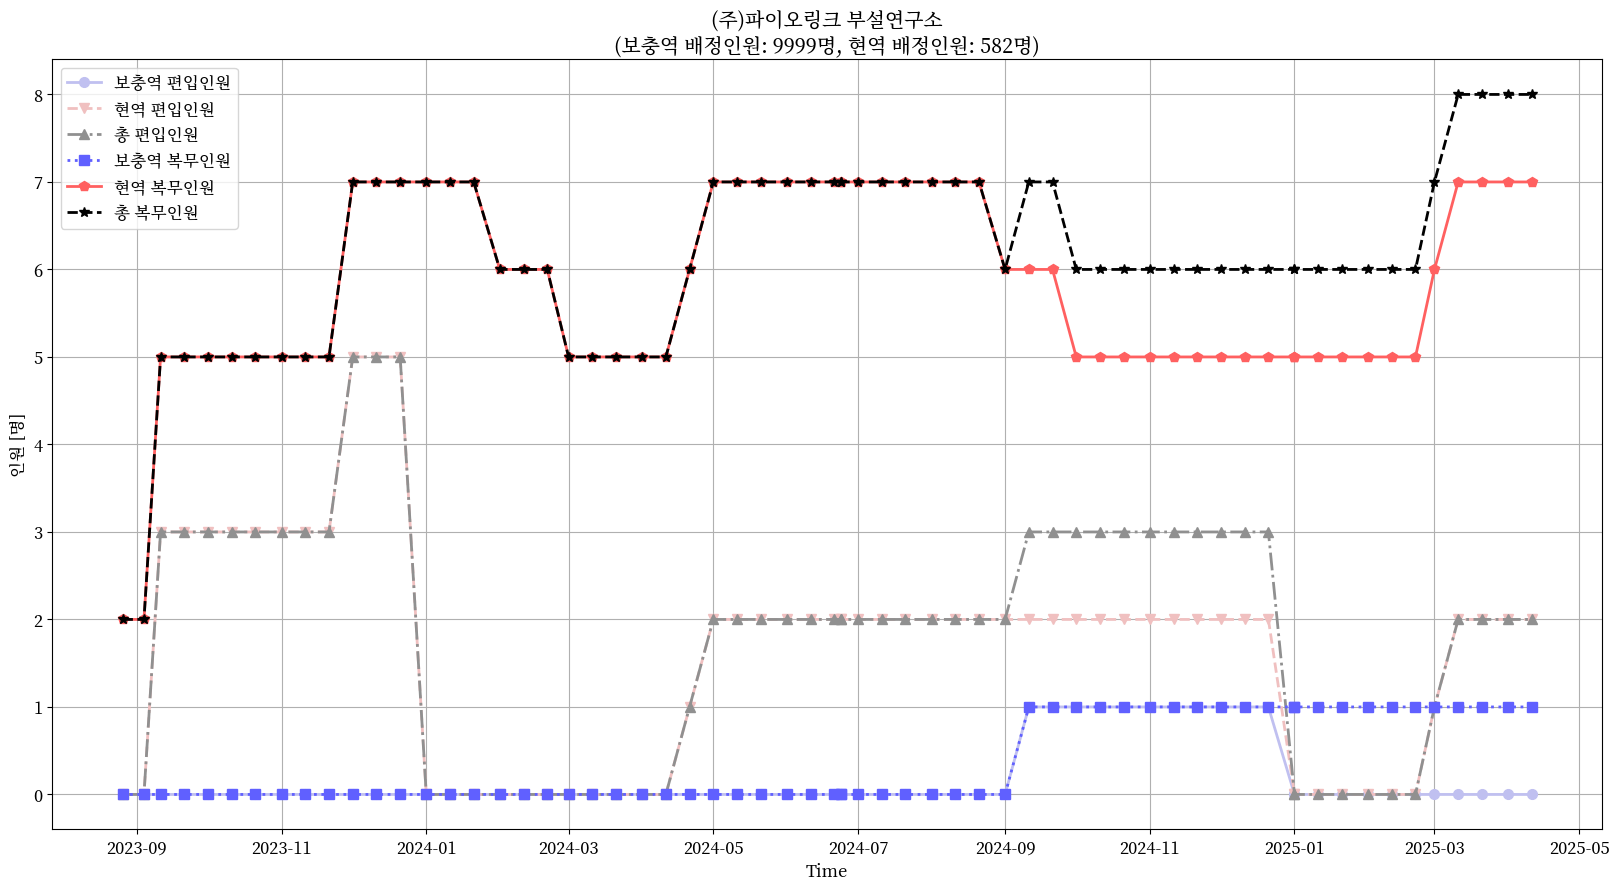 (주)파이오링크 부설연구소
(보충역 배정인원: 9999명, 현역 배정인원: 582명)
보충역 편입인원
현역 편입인원
총 편입인원
보충역 복무인원
현역 복무인원
총 복무인원
인원 [명]
8
7
6
5
4
3
2
1
0
2023-09 2023-11 2024-01 2024-03 2024-05 2024-07 2024-09 2024-11 2025-01 2025-03 2025-05
Time